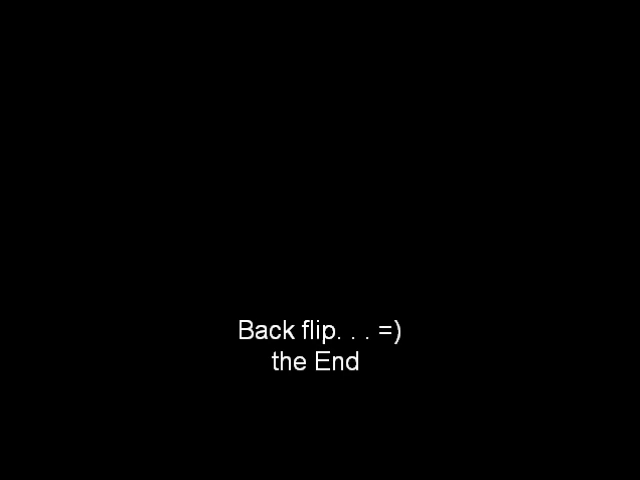 Back flip. . . =)
the End